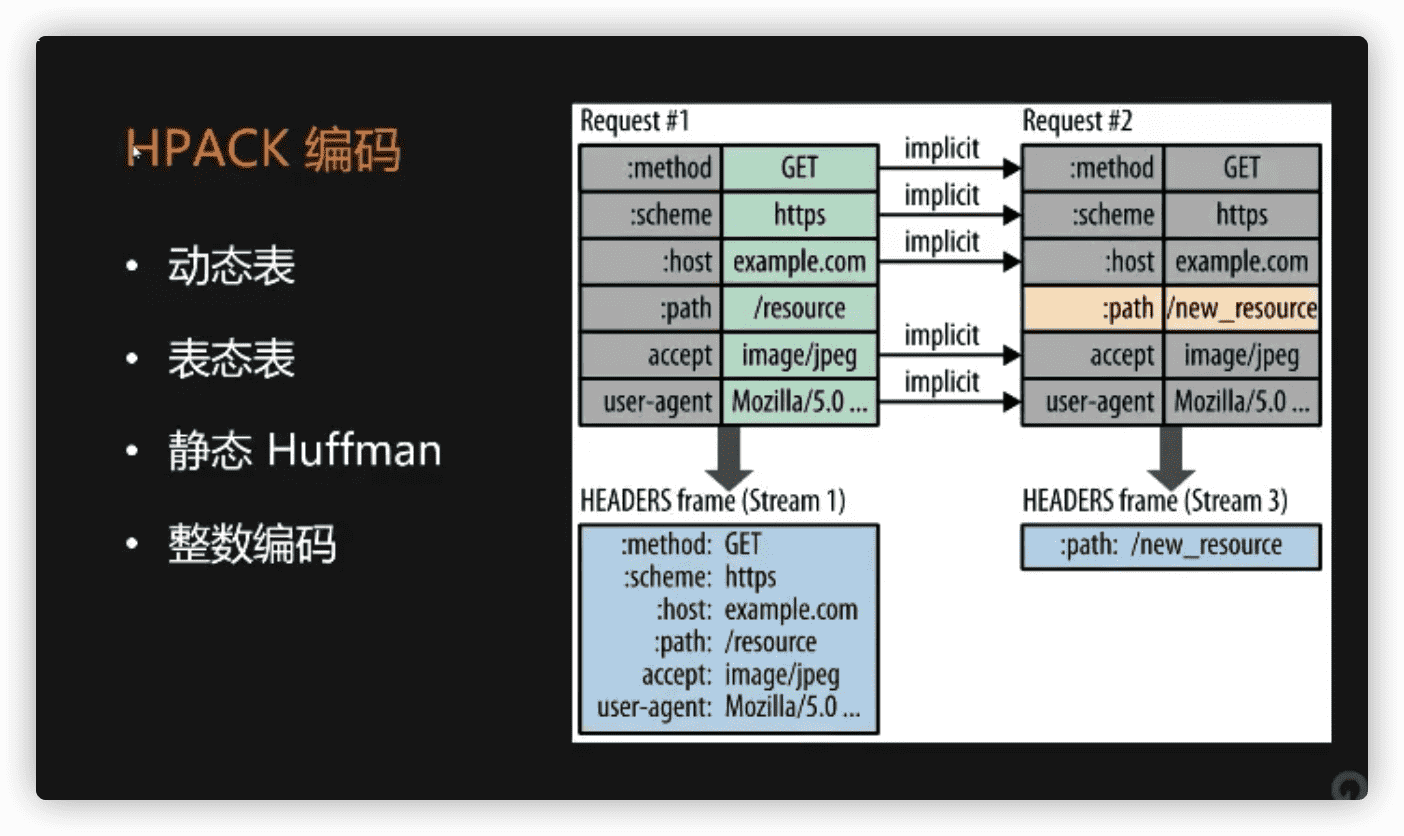 HPACK 编码
• 动态表
• 表态表
• 静态 Huffman
• 整数编码
Request #1
:method GET
:scheme https
:host example.com
:path /resource
accept image/jpeg
user-agent Mozilla/5.0 ...
implicit
implicit
implicit
implicit
implicit
Request #2
:method GET
:scheme https
:host example.com
:path /new_resource
accept image/jpeg
user-agent Mozilla/5.0 ...
HEADERS frame (Stream 1)
:method: GET
:scheme: https
:host: example.com
:path: /resource
accept: image/jpeg
user-agent: Mozilla/5.0 ...
HEADERS frame (Stream 3)
:path: /new_resource